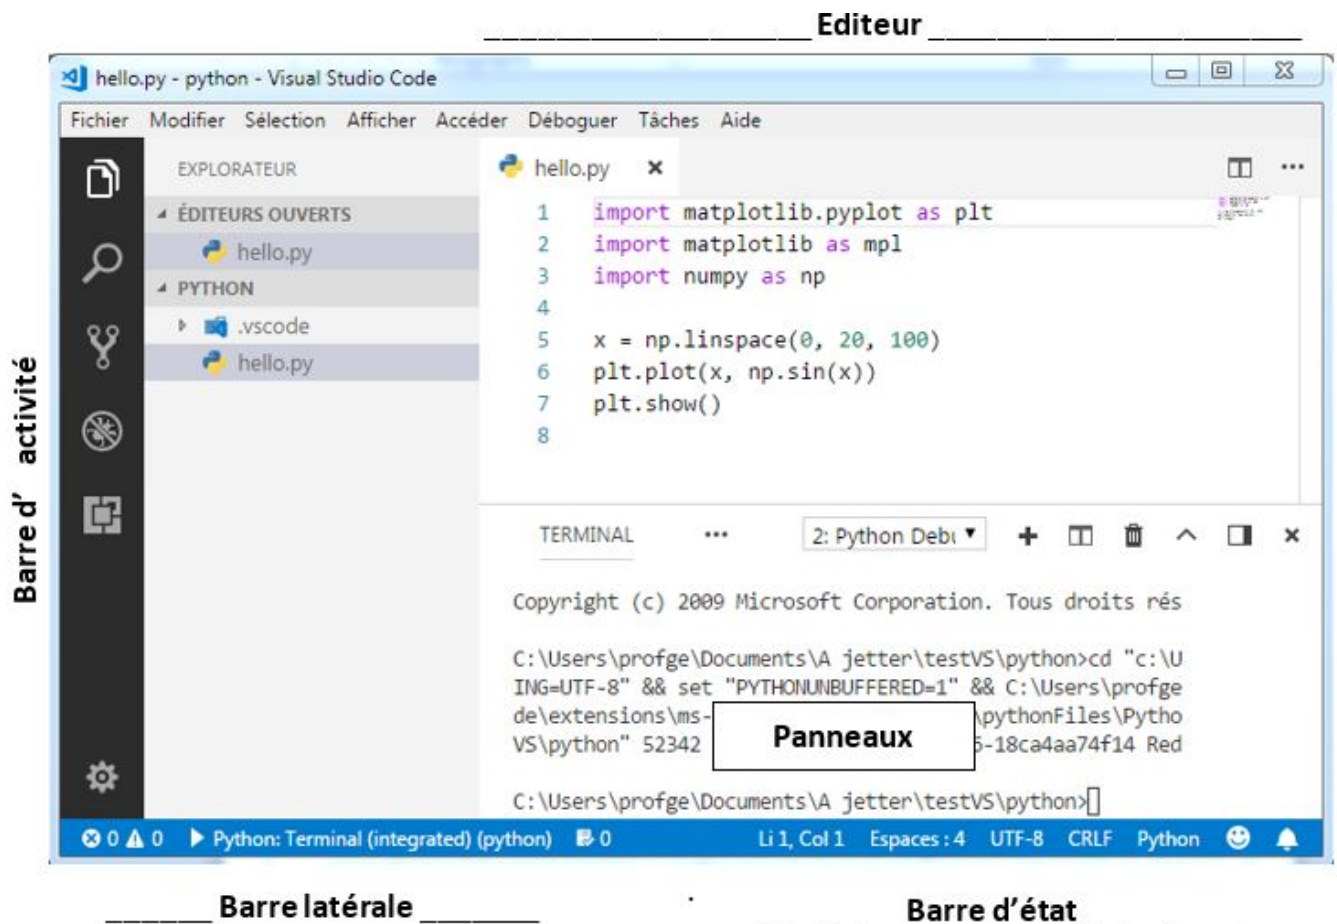 Editeur
hello.py - python - Visual Studio Code
Fichier Modifier Sélection Afficher Accéder Déboguer Tâches Aide
EXPLORATEUR
ÉDITEURS OUVERTS
hello.py
PYTHON
.vscode
hello.py
hello.py
1 import matplotlib.pyplot as plt
2 import matplotlib as mpl
3 import numpy as np
4
5 x = np.linspace(0, 20, 100)
6 plt.plot(x, np.sin(x))
7 plt.show()
8
TERMINAL ... 2: Python Debu
Copyright (c) 2009 Microsoft Corporation. Tous droits rés
C:\Users\profge\Documents\A jetter\testVS\python>cd "c:\U
ING=UTF-8" && set "PYTHONUNBUFFERED=1" && C:\Users\profge
de\extensions\ms- \pythonFiles\Pytho
VS\python" 52342 -18ca4aa74f14 Red
Panneaux
C:\Users\profge\Documents\A jetter\testVS\python>
0 0 Python: Terminal (integrated) (python) 0 Li 1, Col 1 Espaces : 4 UTF-8 CRLF Python
Barre d' activité
Barre latérale
Barre d'état